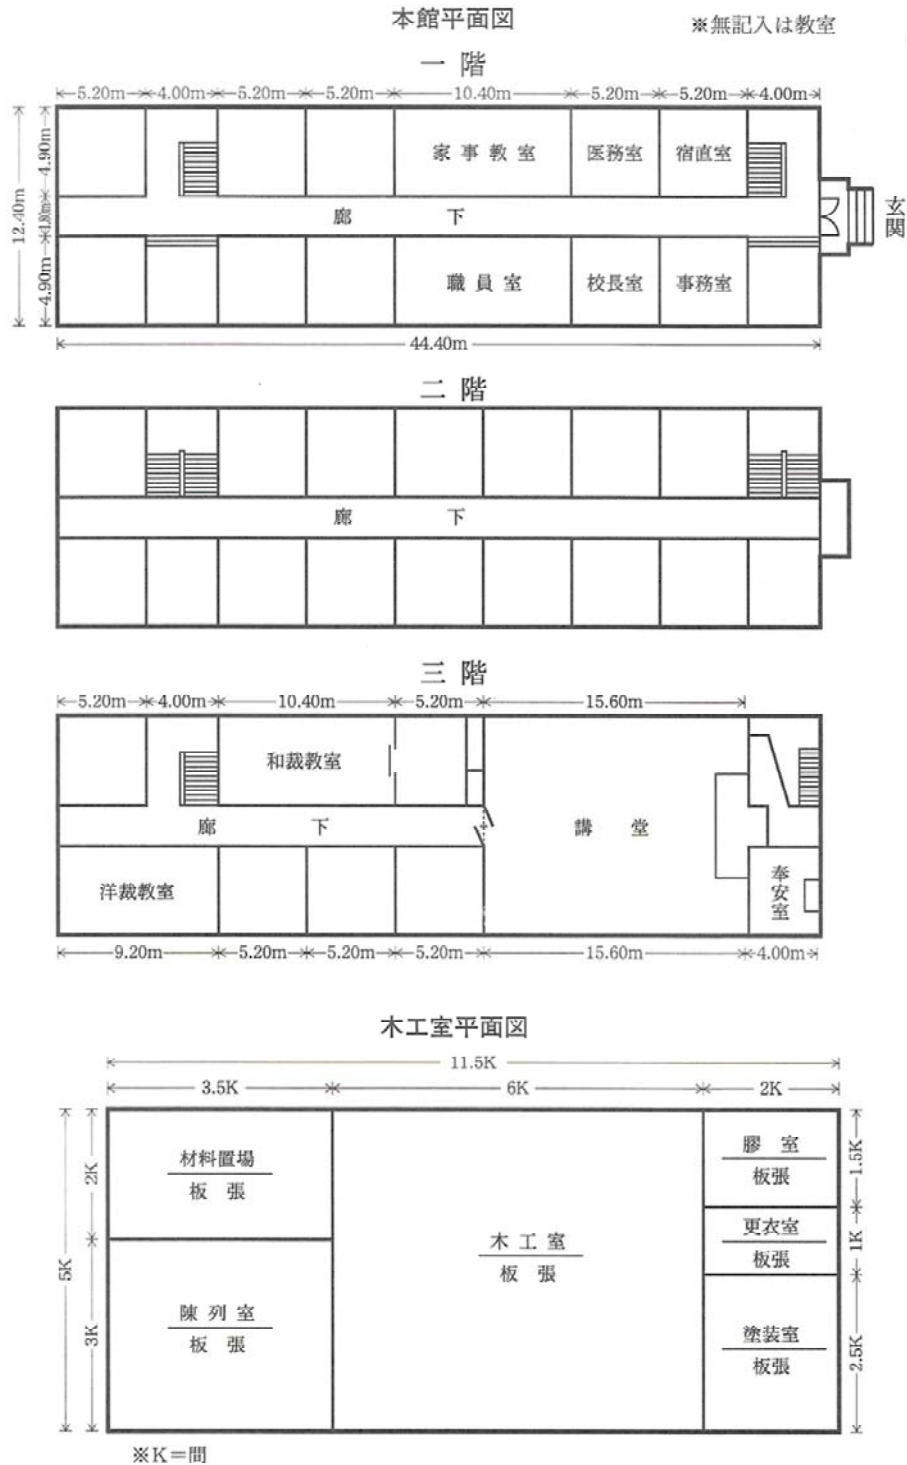 本館平面図
※無記入は教室
一階
5.20m 4.00m 5.20m 5.20m 10.40m 5.20m 5.20m 4.00m
12.40m
4.90m
1.80m
4.90m
家事教室 医務室 宿直室
廊下
玄関
職員室 校長室 事務室
44.40m
二階
廊下
三階
5.20m 4.00m 10.40m 5.20m 15.60m
和裁教室
廊下
講堂
洋裁教室
奉安室
9.20m 5.20m 5.20m 5.20m 15.60m 4.00m
木工室平面図
11.5K
3.5K 6K 2K
5K
2K
3K
材料置場
板張
陳列室
板張
木工室
板張
膠室
板張
更衣室
板張
塗装室
板張
1.5K
1K
2.5K
※K=間